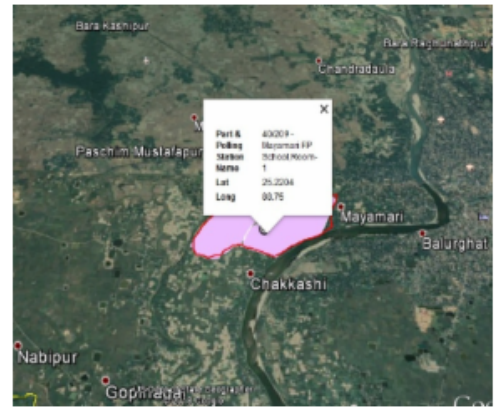 Bara Kashipur
Bara Raghunathpur
Chandradaula
×
Part & 40/209 -
Polling Mayamari FP
Station School Room-
Name 1
Lat 25.2204
Long 88.75
Paschim Mustafapur
Mayamari
Balurghat
Chakkashi
Nabipur
Gopinagar
Goo